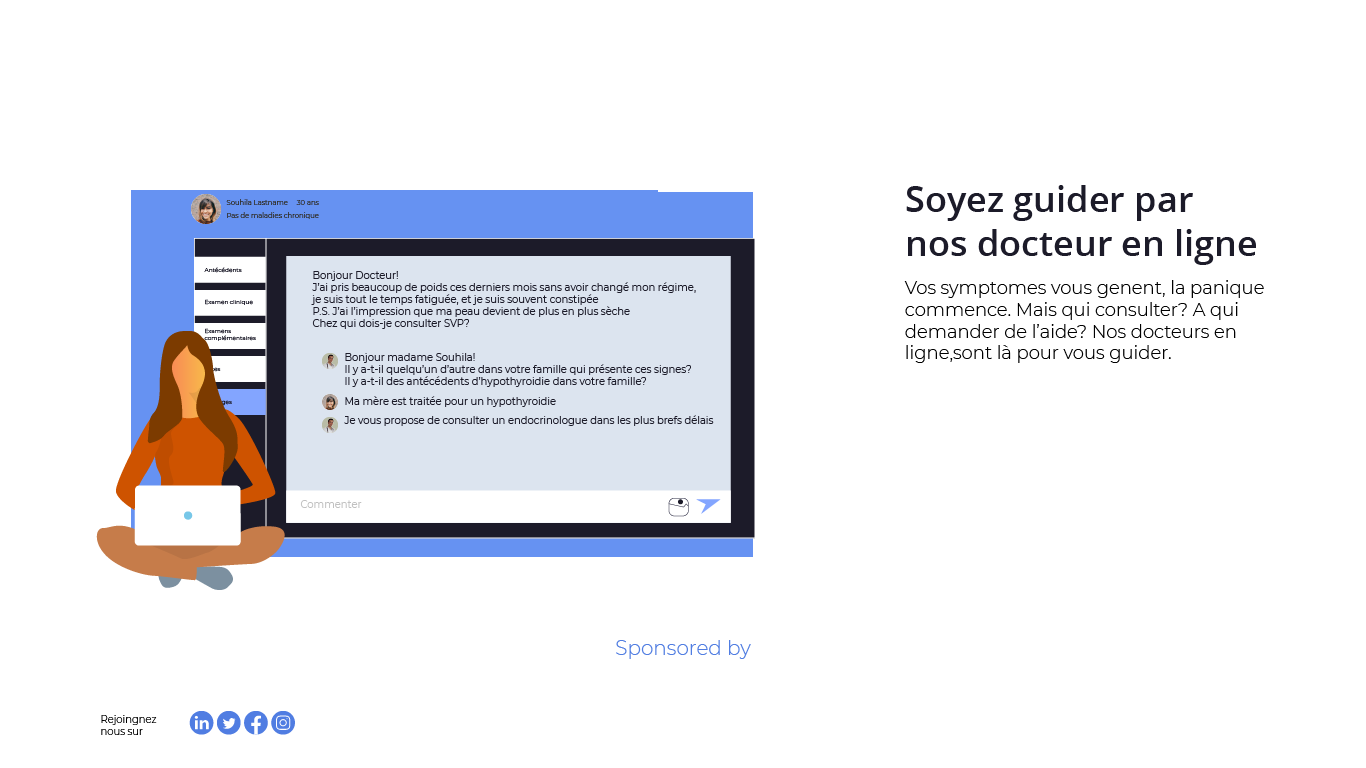 Souhila Lastname 30 ans
Pas de maladies chronique
Antécédents
Examen clinique
Examens
complémentaires
Bonjour Docteur!
J'ai pris beaucoup de poids ces derniers mois sans avoir changé mon régime,
je suis tout le temps fatiguée, et je suis souvent constipée
P.S. J'ai l'impression que ma peau devient de plus en plus sèche
Chez qui dois-je consulter SVP?
Bonjour madame Souhila!
Il y a-t-il quelqu'un d'autre dans votre famille qui présente ces signes?
Il y a-t-il des antécédents d'hypothyroidie dans votre famille?
Ma mère est traitée pour un hypothyroidie
Je vous propose de consulter un endocrinologue dans les plus brefs délais
Commenter
Soyez guider par
nos docteur en ligne
Vos symptomes vous genent, la panique
commence. Mais qui consulter? A qui
demander de l'aide? Nos docteurs en
ligne,sont là pour vous guider.
Sponsored by
Rejoingnez
nous sur